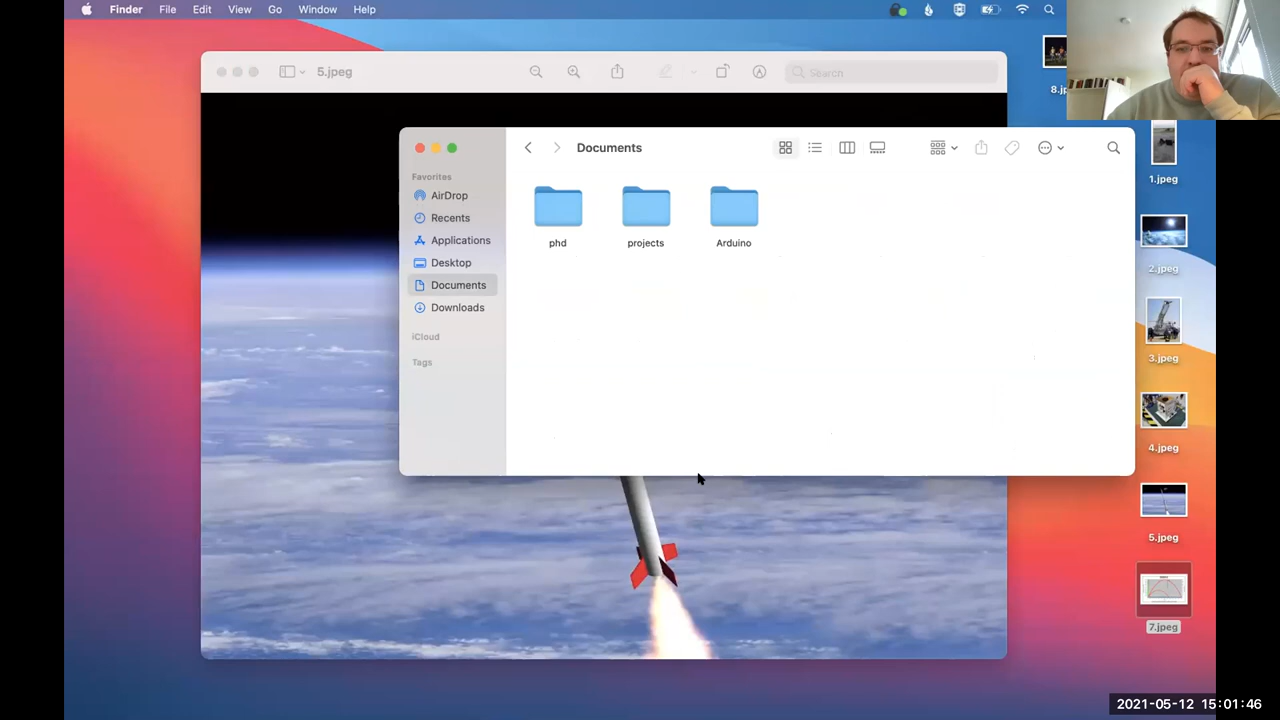 Finder File Edit View Go Window Help
5.jpeg
Search
8.jp
Documents
Favorites
AirDrop
Recents
Applications
Desktop
Documents
Downloads
iCloud
Tags
phd
projects
Arduino
1.jpeg
2.jpeg
3.jpeg
4.jpeg
5.jpeg
7.jpeg
2021-05-12 15:01:46